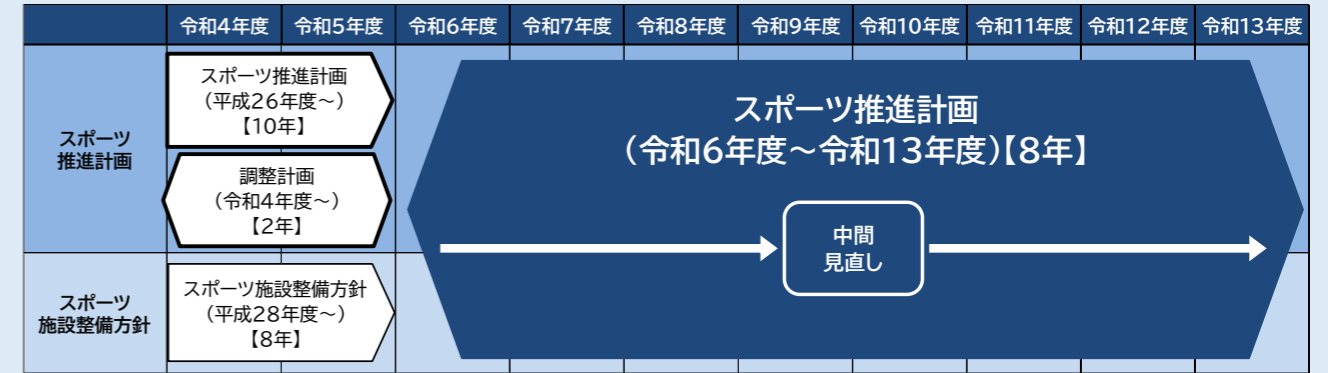 令和4年度 令和5年度 令和6年度 令和7年度 令和8年度 令和9年度 令和10年度 令和11年度 令和12年度 令和13年度
スポーツ
推進計画
スポーツ推進計画
（平成26年度～）
【10年】
調整計画
（令和4年度～）
【2年】
スポーツ推進計画
（令和6年度～令和13年度）【8年】
中間
見直し
スポーツ
施設整備方針
スポーツ施設整備方針
（平成28年度～）
【8年】